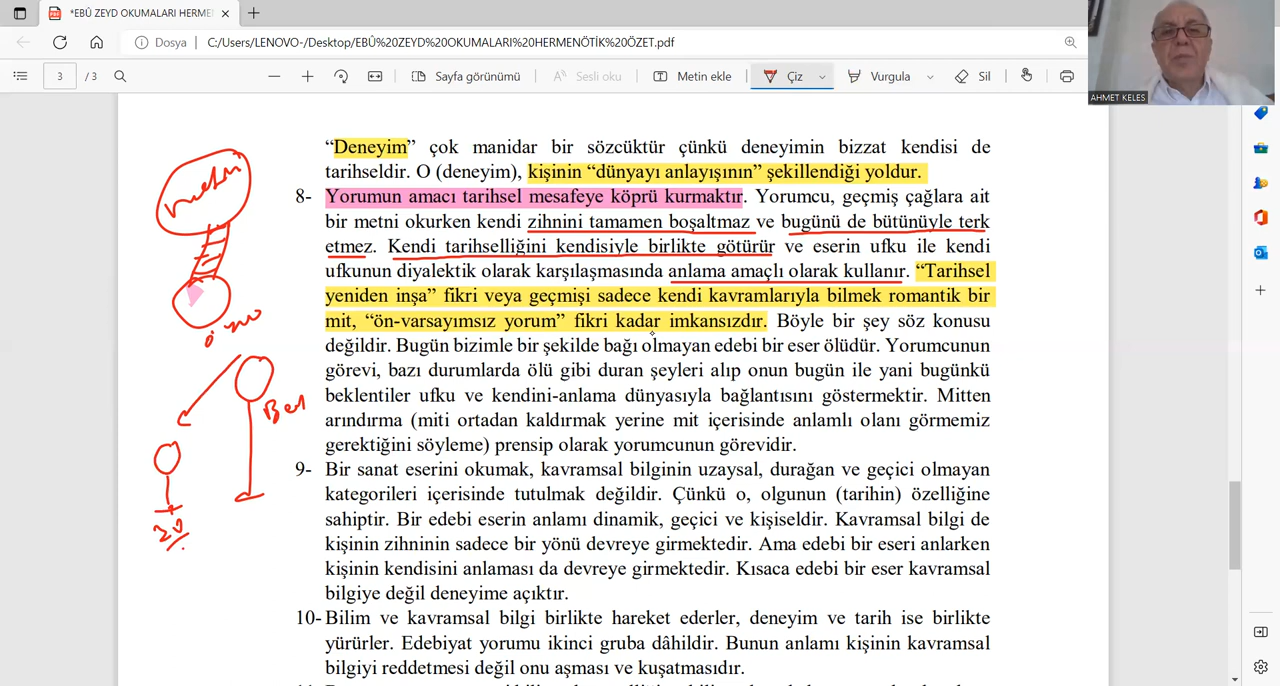 *EBÛ ZEYD OKUMALARI HERME
Dosya
C:/Users/LENOVO-/Desktop/EBÛ%20ZEYD%20OKUMALARI%20HERMENÖTİK%20ÖZET.pdf
3 / 3
Sayfa görünümü
Sesli oku
Metin ekle
Çiz
Vurgula
Sil
AHMET KELES
“Deneyim” çok manidar bir sözcüktür çünkü deneyimin bizzat kendisi de
tarihseldir. O (deneyim), kişinin “dünyayı anlayışının” şekillendiği yoldur.
8- Yorumun amacı tarihsel mesafeye köprü kurmaktır. Yorumcu, geçmiş çağlara ait
bir metni okurken kendi zihnini tamamen boşaltmaz ve bugünü de bütünüyle terk
etmez. Kendi tarihselliğini kendisiyle birlikte götürür ve eserin ufku ile kendi
ufkunun diyalektik olarak karşılaşmasında anlama amaçlı olarak kullanır. “Tarihsel
yeniden inşa” fikri veya geçmişi sadece kendi kavramlarıyla bilmek romantik bir
mit, “ön-varsayımsız yorum” fikri kadar imkansızdır. Böyle bir şey söz konusu
değildir. Bugün bizimle bir şekilde bağı olmayan edebi bir eser ölüdür. Yorumcunun
görevi, bazı durumlarda ölü gibi duran şeyleri alıp onun bugün ile yani bugünkü
beklentiler ufku ve kendini-anlama dünyasıyla bağlantısını göstermektir. Mitten
arındırma (miti ortadan kaldırmak yerine mit içerisinde anlamlı olanı görmemiz
gerektiğini söyleme) prensip olarak yorumcunun görevidir.
9- Bir sanat eserini okumak, kavramsal bilginin uzaysal, durağan ve geçici olmayan
kategorileri içerisinde tutulmak değildir. Çünkü o, olgunun (tarihin) özelliğine
sahiptir. Bir edebi eserin anlamı dinamik, geçici ve kişiseldir. Kavramsal bilgi de
kişinin zihninin sadece bir yönü devreye girmektedir. Ama edebi bir eseri anlarken
kişinin kendisini anlaması da devreye girmektedir. Kısaca edebi bir eser kavramsal
bilgiye değil deneyime açıktır.
10- Bilim ve kavramsal bilgi birlikte hareket ederler, deneyim ve tarih ise birlikte
yürürler. Edebiyat yorumu ikinci gruba dâhildir. Bunun anlamı kişinin kavramsal
bilgiyi reddetmesi değil onu aşması ve kuşatmasıdır.
metin
Ben